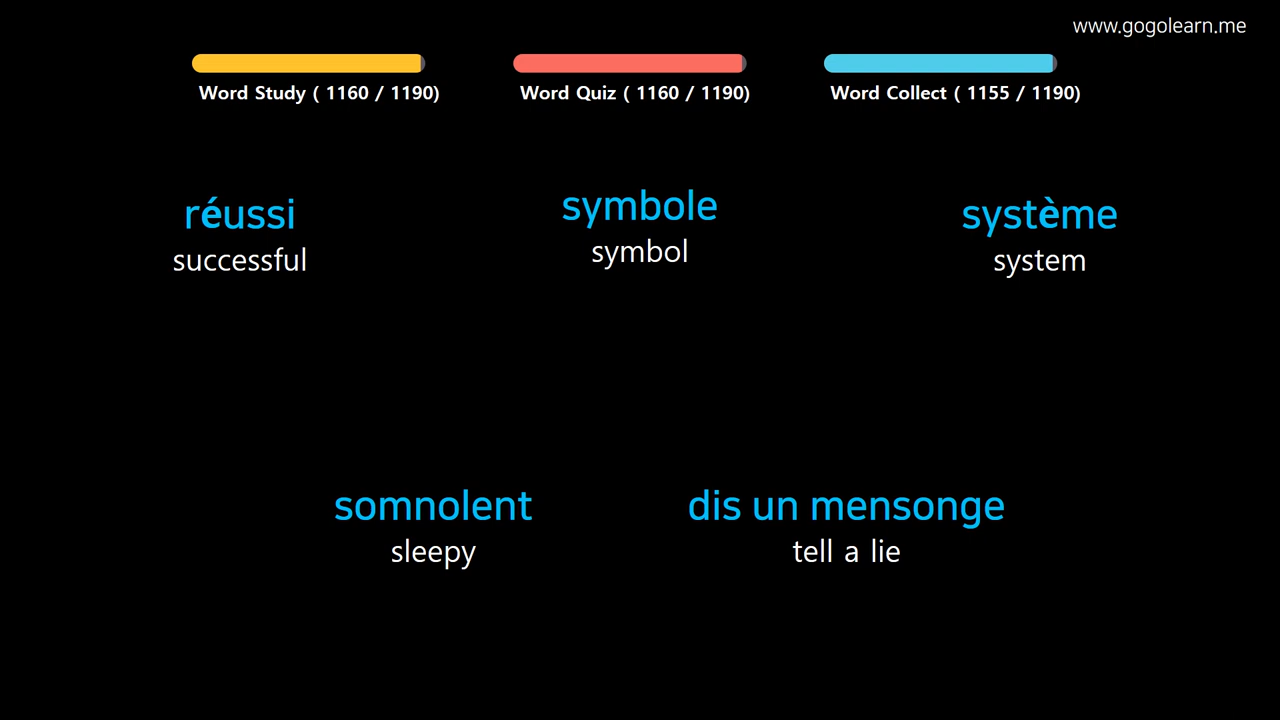 www.gogolearn.me
Word Study ( 1160 / 1190)
Word Quiz ( 1160 / 1190)
Word Collect ( 1155 / 1190)
réussi
successful
symbole
symbol
système
system
somnolent
sleepy
dis un mensonge
tell a lie